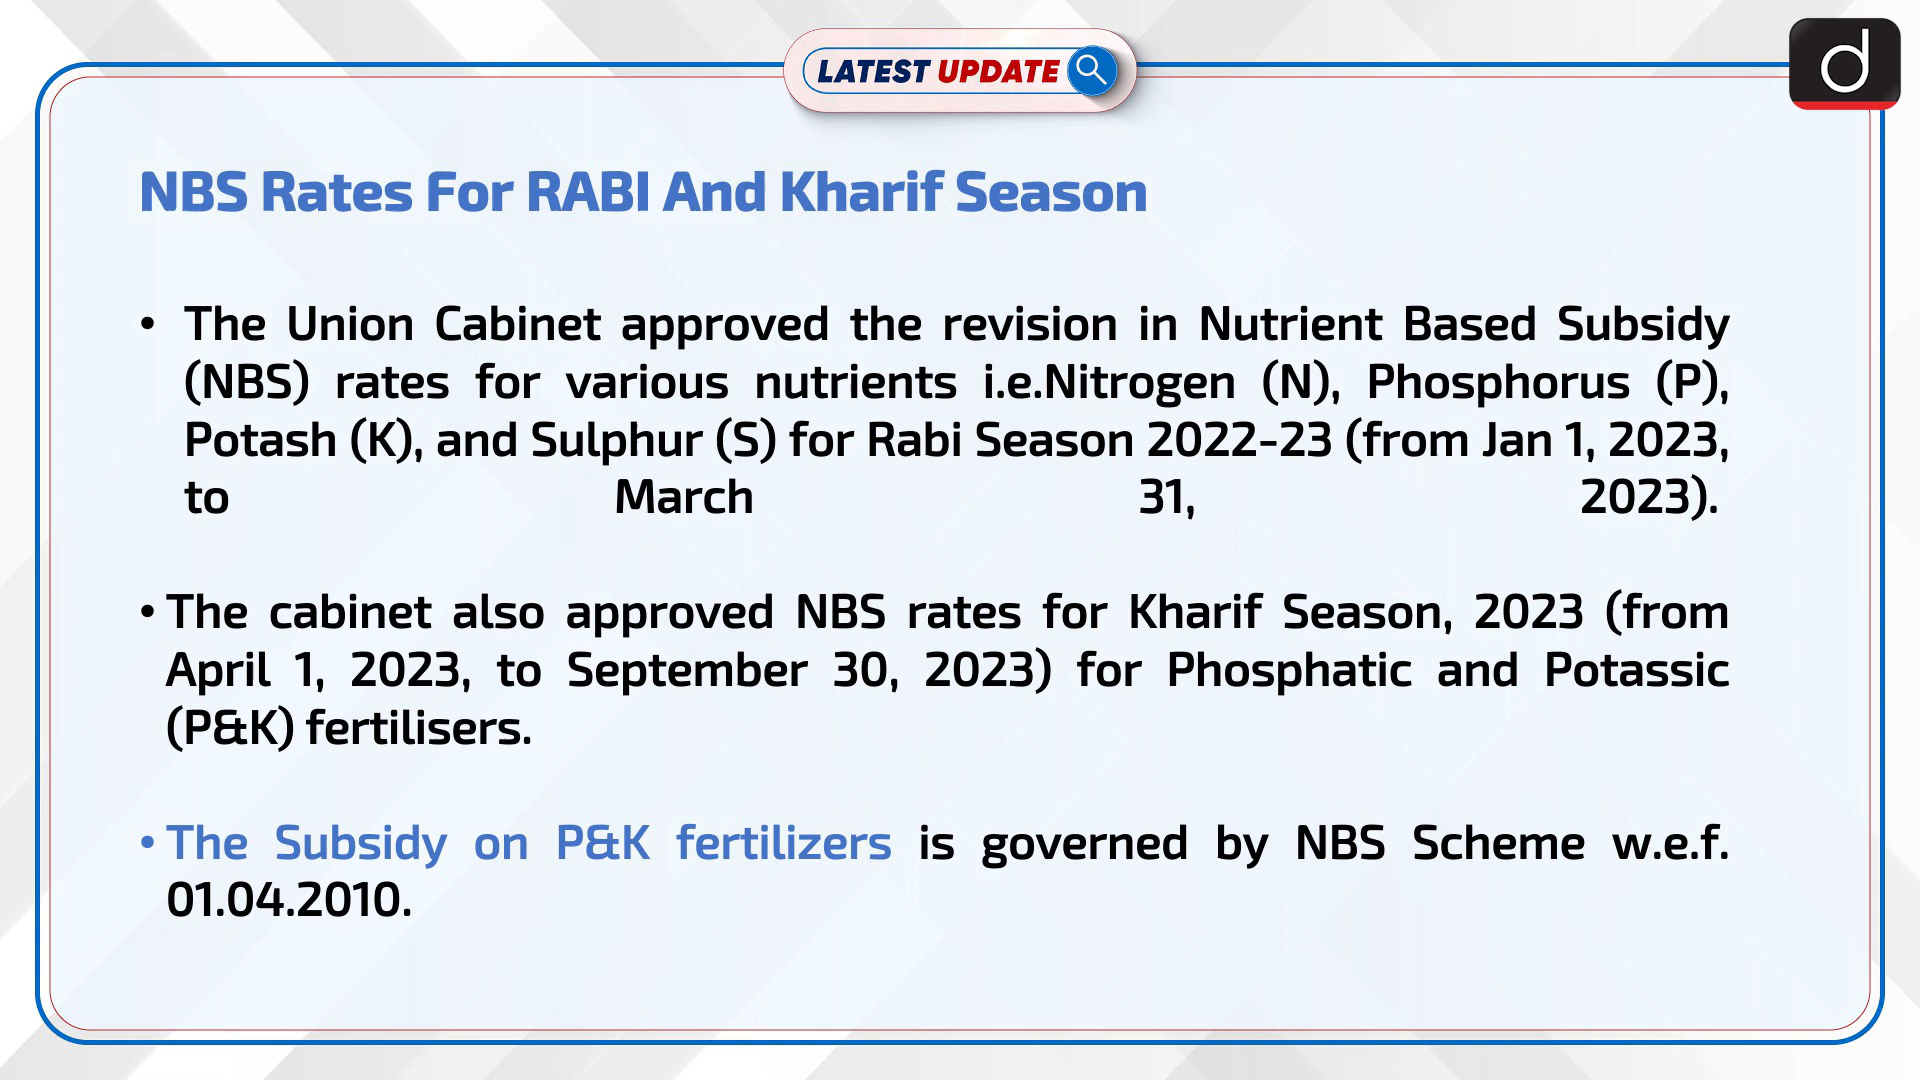 LATEST UPDATE
d
NBS Rates For RABI And Kharif Season
• The Union Cabinet approved the revision in Nutrient Based Subsidy
(NBS) rates for various nutrients i.e.Nitrogen (N), Phosphorus (P),
Potash (K), and Sulphur (S) for Rabi Season 2022-23 (from Jan 1, 2023,
to March 31, 2023).
• The cabinet also approved NBS rates for Kharif Season, 2023 (from
April 1, 2023, to September 30, 2023) for Phosphatic and Potassic
(P&K) fertilisers.
• The Subsidy on P&K fertilizers is governed by NBS Scheme w.e.f.
01.04.2010.